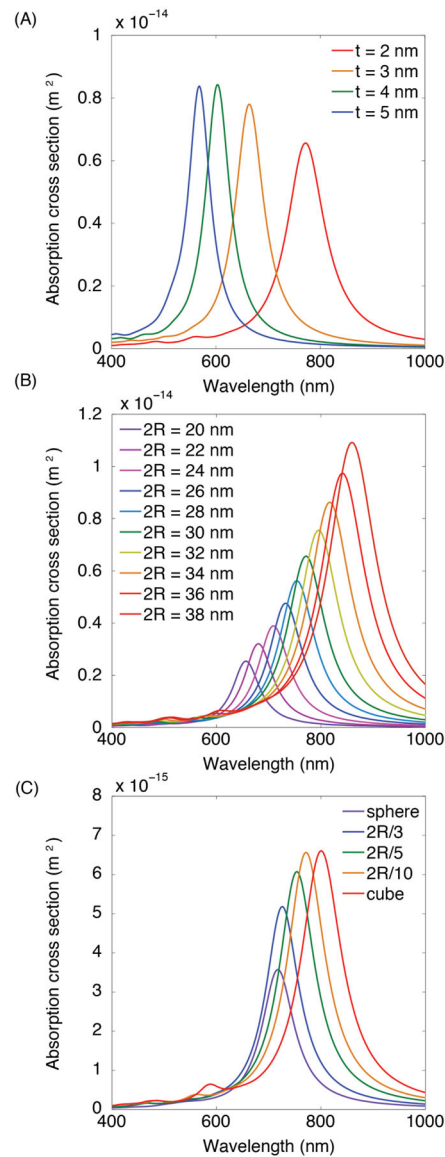 (A)
x 10⁻¹⁴
1
0.8
0.6
0.4
0.2
0
400 600 800 1000
Absorption cross section (m²)
Wavelength (nm)
t = 2 nm
t = 3 nm
t = 4 nm
t = 5 nm
(B)
x 10⁻¹⁴
1.2
1
0.8
0.6
0.4
0.2
0
400 600 800 1000
Absorption cross section (m²)
Wavelength (nm)
2R = 20 nm
2R = 22 nm
2R = 24 nm
2R = 26 nm
2R = 28 nm
2R = 30 nm
2R = 32 nm
2R = 34 nm
2R = 36 nm
2R = 38 nm
(C)
x 10⁻¹⁵
8
7
6
5
4
3
2
1
0
400 600 800 1000
Absorption cross section (m²)
Wavelength (nm)
sphere
2R/3
2R/5
2R/10
cube